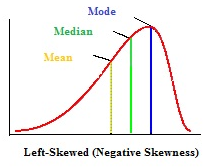 Mode
Median
Mean
Left-Skewed (Negative Skewness)